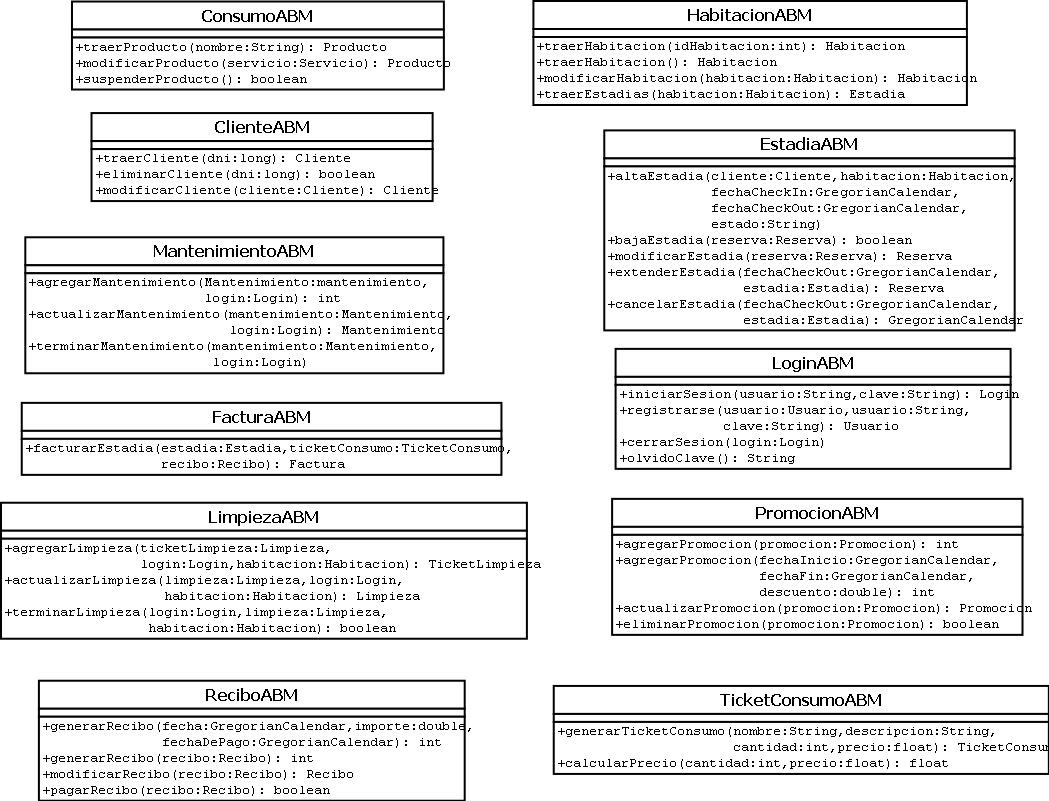 ConsumoABM
+traerProducto(nombre:String): Producto
+modificarProducto(servicio:Servicio): Producto
+suspenderProducto(): boolean
HabitacionABM
+traerHabitacion(idHabitacion:int): Habitacion
+traerHabitacion(): Habitacion
+modificarHabitacion(habitacion:Habitacion): Habitacion
+traerEstadias(habitacion:Habitacion): Estadia
ClienteABM
+traerCliente(dni:long): Cliente
+eliminarCliente(dni:long): boolean
+modificarCliente(cliente:Cliente): Cliente
EstadiaABM
+altaEstadia(cliente:Cliente,habitacion:Habitacion,
fechaCheckIn:GregorianCalendar,
fechaCheckOut:GregorianCalendar,
estado:String)
+bajaEstadia(reserva:Reserva): boolean
+modificarEstadia(reserva:Reserva): Reserva
+extenderEstadia(fechaCheckOut:GregorianCalendar,
estadia:Estadia): Reserva
+cancelarEstadia(fechaCheckOut:GregorianCalendar,
estadia:Estadia): GregorianCalendar
MantenimientoABM
+agregarMantenimiento(Mantenimiento:mantenimiento,
login:Login): int
+actualizarMantenimiento(mantenimiento:Mantenimiento,
login:Login): Mantenimiento
+terminarMantenimiento(mantenimiento:Mantenimiento,
login:Login)
LoginABM
+iniciarSesion(usuario:String,clave:String): Login
+registrarse(usuario:Usuario,usuario:String,
clave:String): Usuario
+cerrarSesion(login:Login)
+olvidoClave(): String
FacturaABM
+facturarEstadia(estadia:Estadia,ticketConsumo:TicketConsumo,
recibo:Recibo): Factura
LimpiezaABM
+agregarLimpieza(ticketLimpieza:Limpieza,
login:Login,habitacion:Habitacion): TicketLimpieza
+actualizarLimpieza(limpieza:Limpieza,login:Login,
habitacion:Habitacion): Limpieza
+terminarLimpieza(login:Login,limpieza:Limpieza,
habitacion:Habitacion): boolean
PromocionABM
+agregarPromocion(promocion:Promocion): int
+agregarPromocion(fechaInicio:GregorianCalendar,
fechaFin:GregorianCalendar,
descuento:double): int
+actualizarPromocion(promocion:Promocion): Promocion
+eliminarPromocion(promocion:Promocion): boolean
ReciboABM
+generarRecibo(fecha:GregorianCalendar,importe:double,
fechaDePago:GregorianCalendar): int
+generarRecibo(recibo:Recibo): int
+modificarRecibo(recibo:Recibo): Recibo
+pagarRecibo(recibo:Recibo): boolean
TicketConsumoABM
+generarTicketConsumo(nombre:String,descripcion:String,
cantidad:int,precio:float): TicketConsum
+calcularPrecio(cantidad:int,precio:float): float